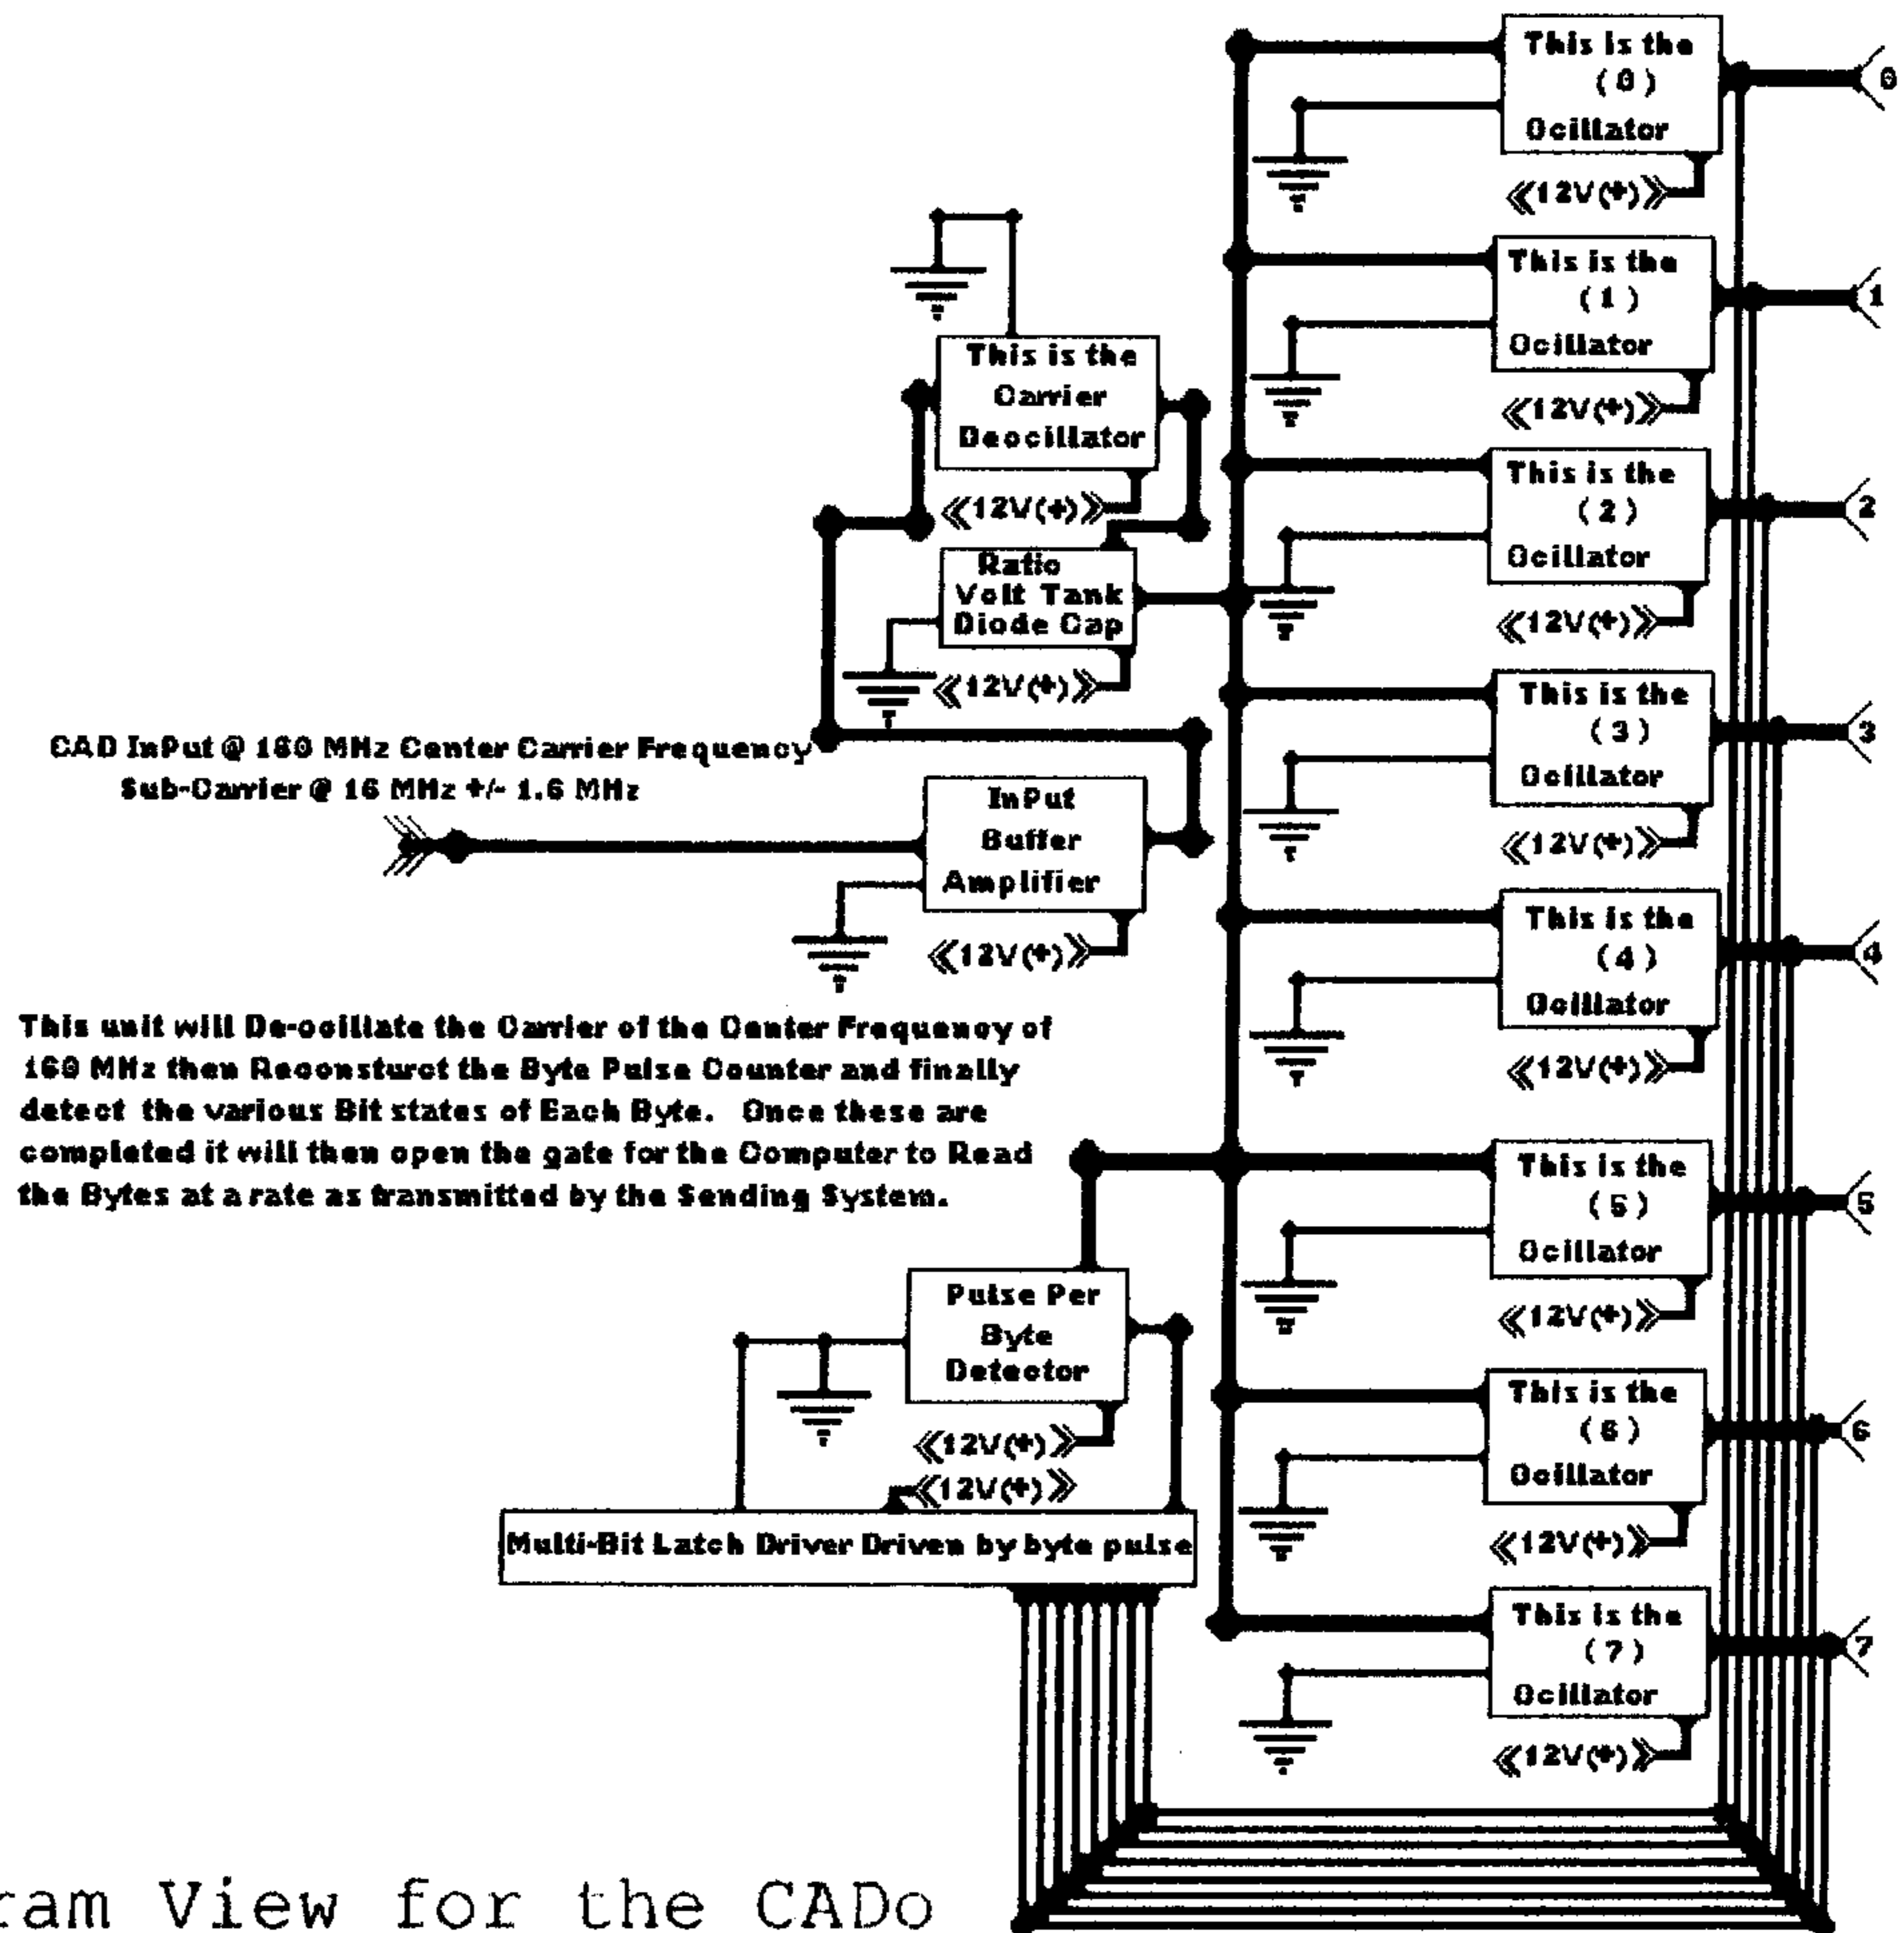 This is the
(0)
Ocillator
0
«12V(+)»
This is the
(1)
Ocillator
1
«12V(+)»
This is the
Carrier
Deocillator
«12V(+)»
This is the
(2)
Ocillator
2
«12V(+)»
Ratio
Volt Tank
Diode Cap
«12V(+)»
This is the
(3)
Ocillator
3
«12V(+)»
CAD InPut @ 160 MHz Center Carrier Frequency
Sub-Carrier @ 16 MHz +/- 1.6 MHz
InPut
Buffer
Amplifier
«12V(+)»
This is the
(4)
Ocillator
4
«12V(+)»
This unit will De-ocillate the Carrier of the Center Frequency of
160 MHz then Reconsturct the Byte Pulse Counter and finally
detect the various Bit states of Each Byte. Once these are
completed it will then open the gate for the Computer to Read
the Bytes at a rate as transmitted by the Sending System.
This is the
(5)
Ocillator
5
«12V(+)»
Pulse Per
Byte
Detector
«12V(+)»
«12V(+)»
Multi-Bit Latch Driver Driven by byte pulse
This is the
(6)
Ocillator
6
«12V(+)»
This is the
(7)
Ocillator
7
«12V(+)»
ram View for the CADo